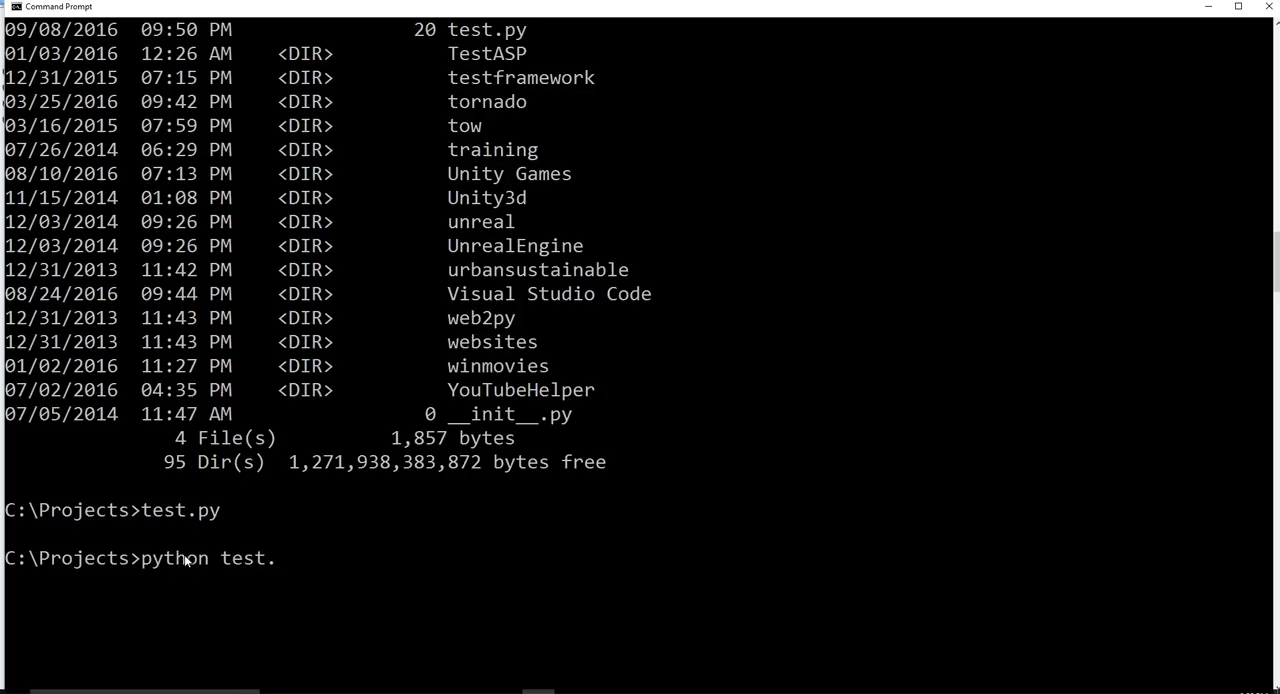 Command Prompt
09/08/2016  09:50 PM                20 test.py
01/03/2016  12:26 AM    <DIR>          TestASP
12/31/2015  07:15 PM    <DIR>          testframework
03/25/2016  09:42 PM    <DIR>          tornado
03/16/2015  07:59 PM    <DIR>          tow
07/26/2014  06:29 PM    <DIR>          training
08/10/2016  07:13 PM    <DIR>          Unity Games
11/15/2014  01:08 PM    <DIR>          Unity3d
12/03/2014  09:26 PM    <DIR>          unreal
12/03/2014  09:26 PM    <DIR>          UnrealEngine
12/31/2013  11:42 PM    <DIR>          urbansustainable
08/24/2016  09:44 PM    <DIR>          Visual Studio Code
12/31/2013  11:43 PM    <DIR>          web2py
12/31/2013  11:43 PM    <DIR>          websites
01/02/2016  11:27 PM    <DIR>          winmovies
07/02/2016  04:35 PM    <DIR>          YouTubeHelper
07/05/2014  11:47 AM                 0 __init__.py
4 File(s)          1,857 bytes
95 Dir(s)  1,271,938,383,872 bytes free
C:\Projects>test.py
C:\Projects>python test.